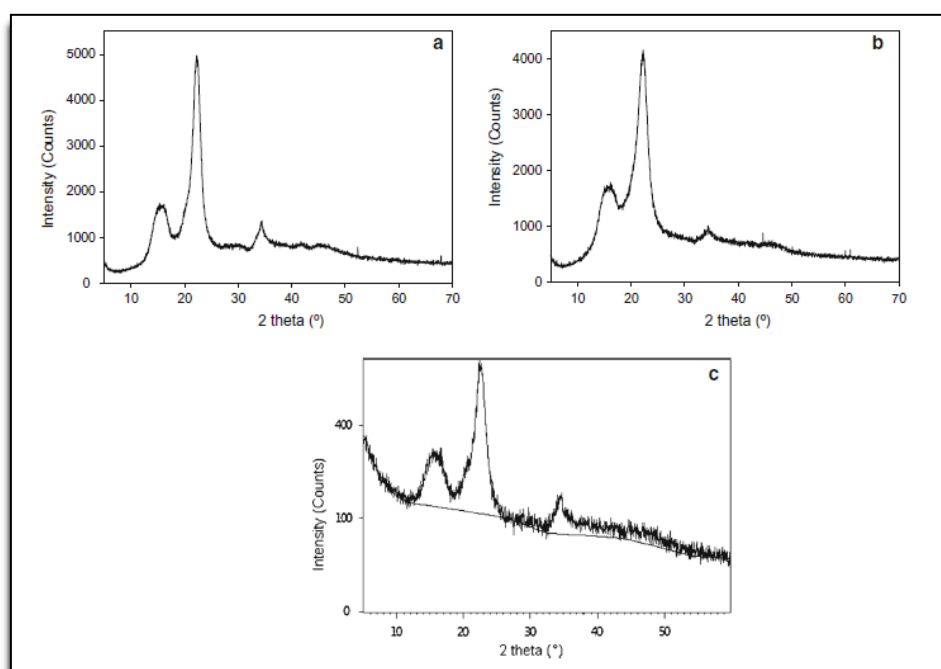 a
5000
4000
3000
2000
1000
0
Intensity (Counts)
10 20 30 40 50 60 70
2 theta (º)
b
4000
3000
2000
1000
0
Intensity (Counts)
10 20 30 40 50 60 70
2 theta (º)
c
400
100
0
Intensity (Counts)
10 20 30 40 50
2 theta (°)